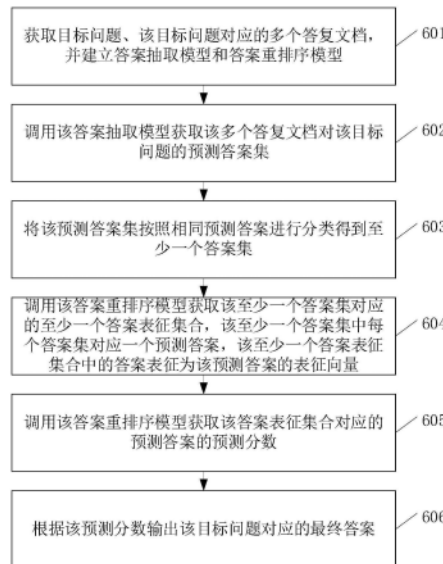 获取目标问题、该目标问题对应的多个答复文档,
并建立答案抽取模型和答案重排序模型
601
调用该答案抽取模型获取该多个答复文档对该目标
问题的预测答案集
602
将该预测答案集按照相同预测答案进行分类得到至
少一个答案集
603
调用该答案重排序模型获取该至少一个答案集对应
的至少一个答案表征集合，该至少一个答案集中每
个答案集对应一个预测答案，该至少一个答案表征
集合中的答案表征为该预测答案的表征向量
604
调用该答案重排序模型获取该答案表征集合对应的
预测答案的预测分数
605
根据该预测分数输出该目标问题对应的最终答案
606